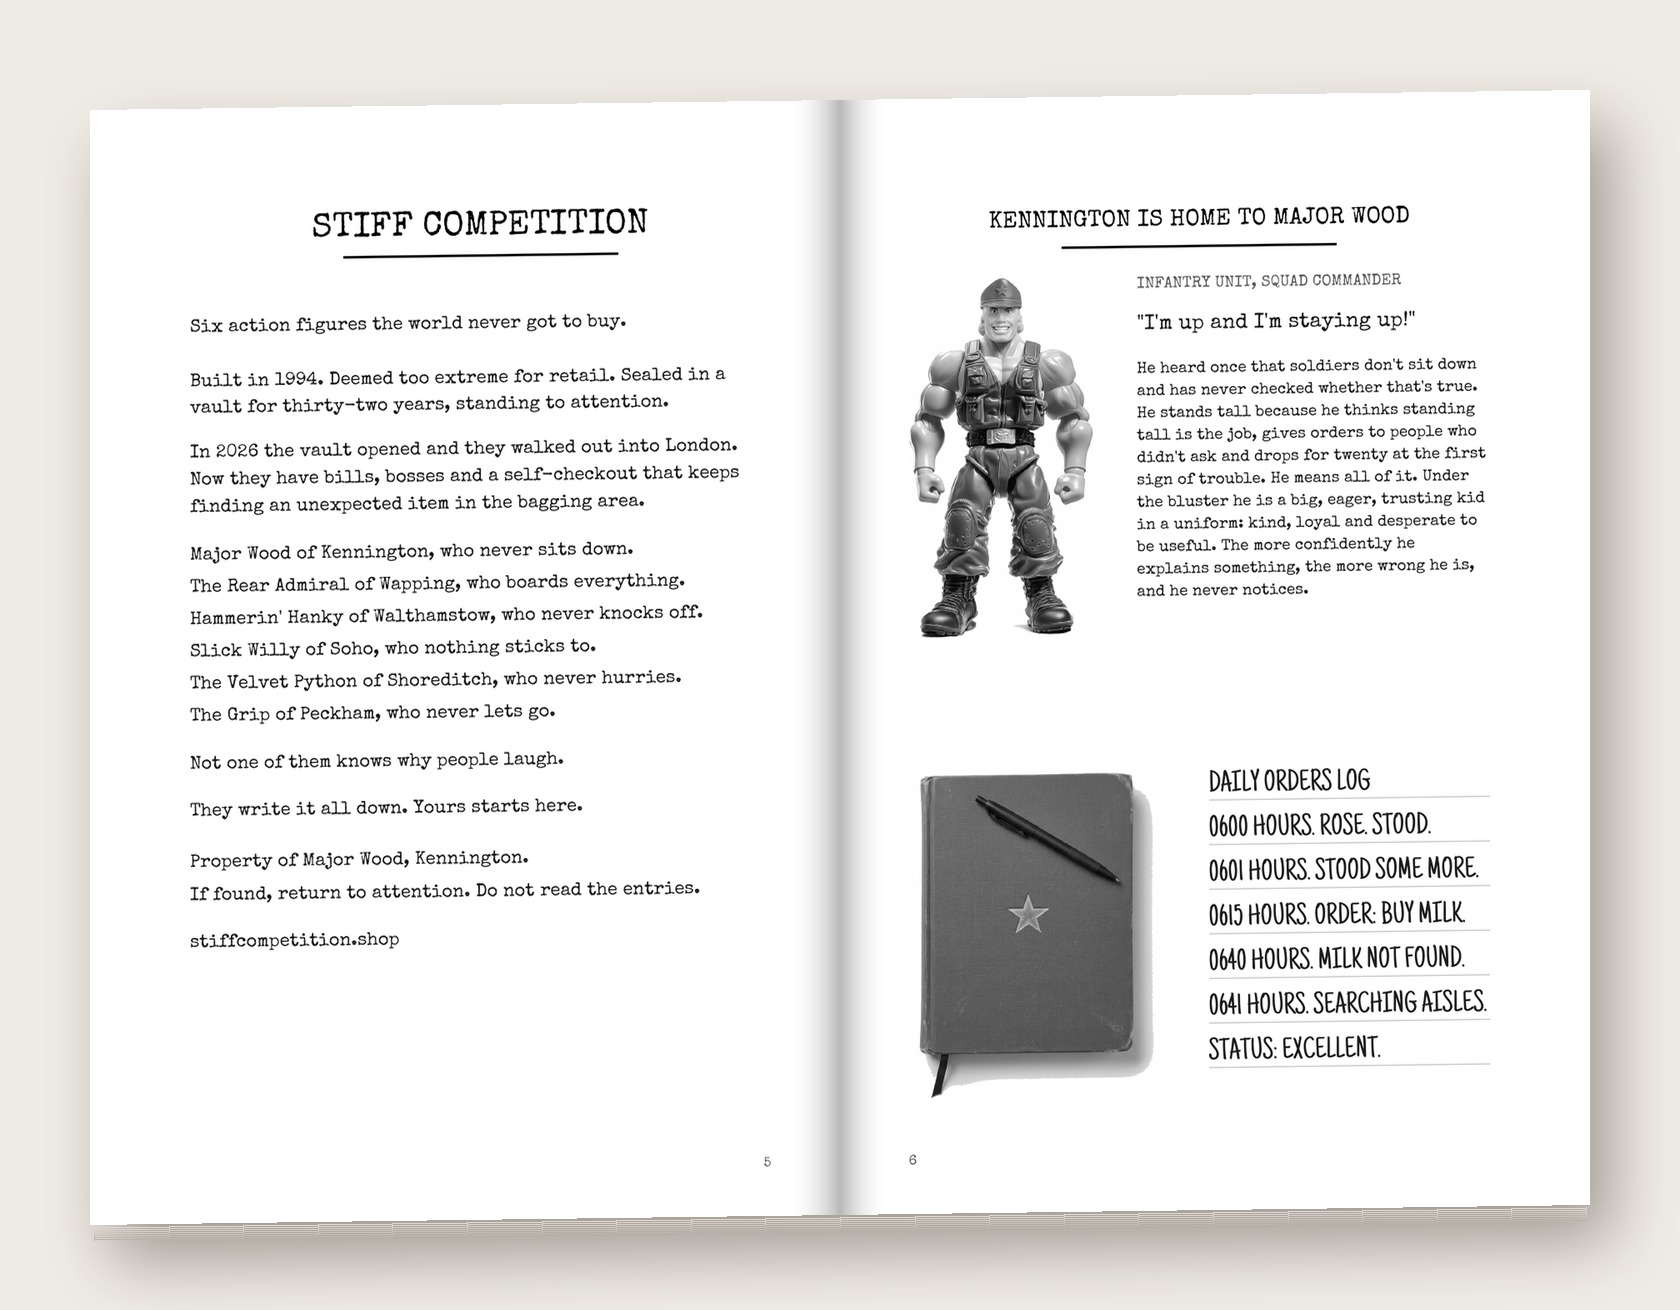 STIFF COMPETITION
Six action figures the world never got to buy.
Built in 1994. Deemed too extreme for retail. Sealed in a
vault for thirty-two years, standing to attention.
In 2026 the vault opened and they walked out into London.
Now they have bills, bosses and a self-checkout that keeps
finding an unexpected item in the bagging area.
Major Wood of Kennington, who never sits down.
The Rear Admiral of Wapping, who boards everything.
Hammerin' Hanky of Walthamstow, who never knocks off.
Slick Willy of Soho, who nothing sticks to.
The Velvet Python of Shoreditch, who never hurries.
The Grip of Peckham, who never lets go.
Not one of them knows why people laugh.
They write it all down. Yours starts here.
Property of Major Wood, Kennington.
If found, return to attention. Do not read the entries.
stiffcompetition.shop
5
KENNINGTON IS HOME TO MAJOR WOOD
INFANTRY UNIT, SQUAD COMMANDER
"I'm up and I'm staying up!"
He heard once that soldiers don't sit down
and has never checked whether that's true.
He stands tall because he thinks standing
tall is the job, gives orders to people who
didn't ask and drops for twenty at the first
sign of trouble. He means all of it. Under
the bluster he is a big, eager, trusting kid
in a uniform: kind, loyal and desperate to
be useful. The more confidently he
explains something, the more wrong he is,
and he never notices.
DAILY ORDERS LOG
0600 HOURS. ROSE. STOOD.
0601 HOURS. STOOD SOME MORE.
0615 HOURS. ORDER: BUY MILK.
0640 HOURS. MILK NOT FOUND.
0641 HOURS. SEARCHING AISLES.
STATUS: EXCELLENT.
6